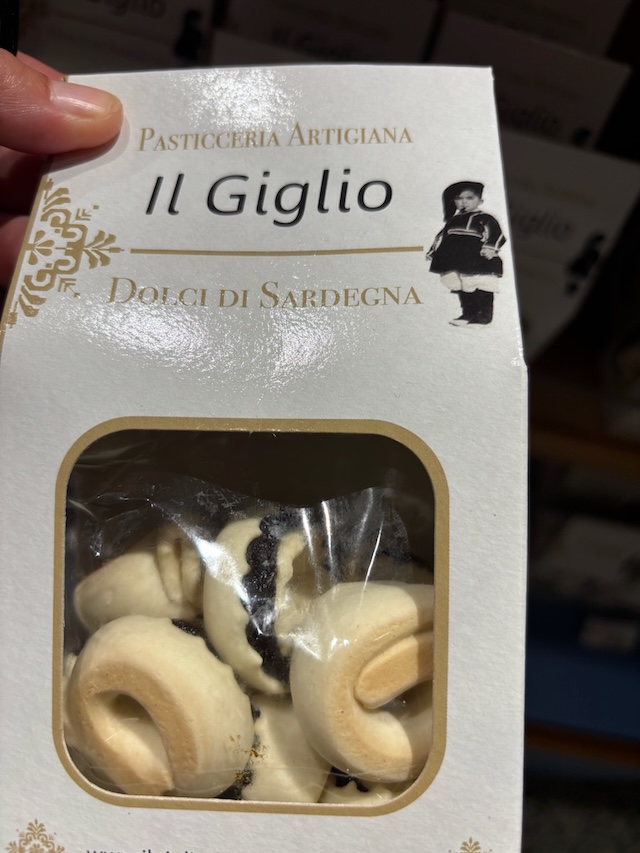 PASTICCERIA ARTIGIANA
Il Giglio
DOLCI DI SARDEGNA